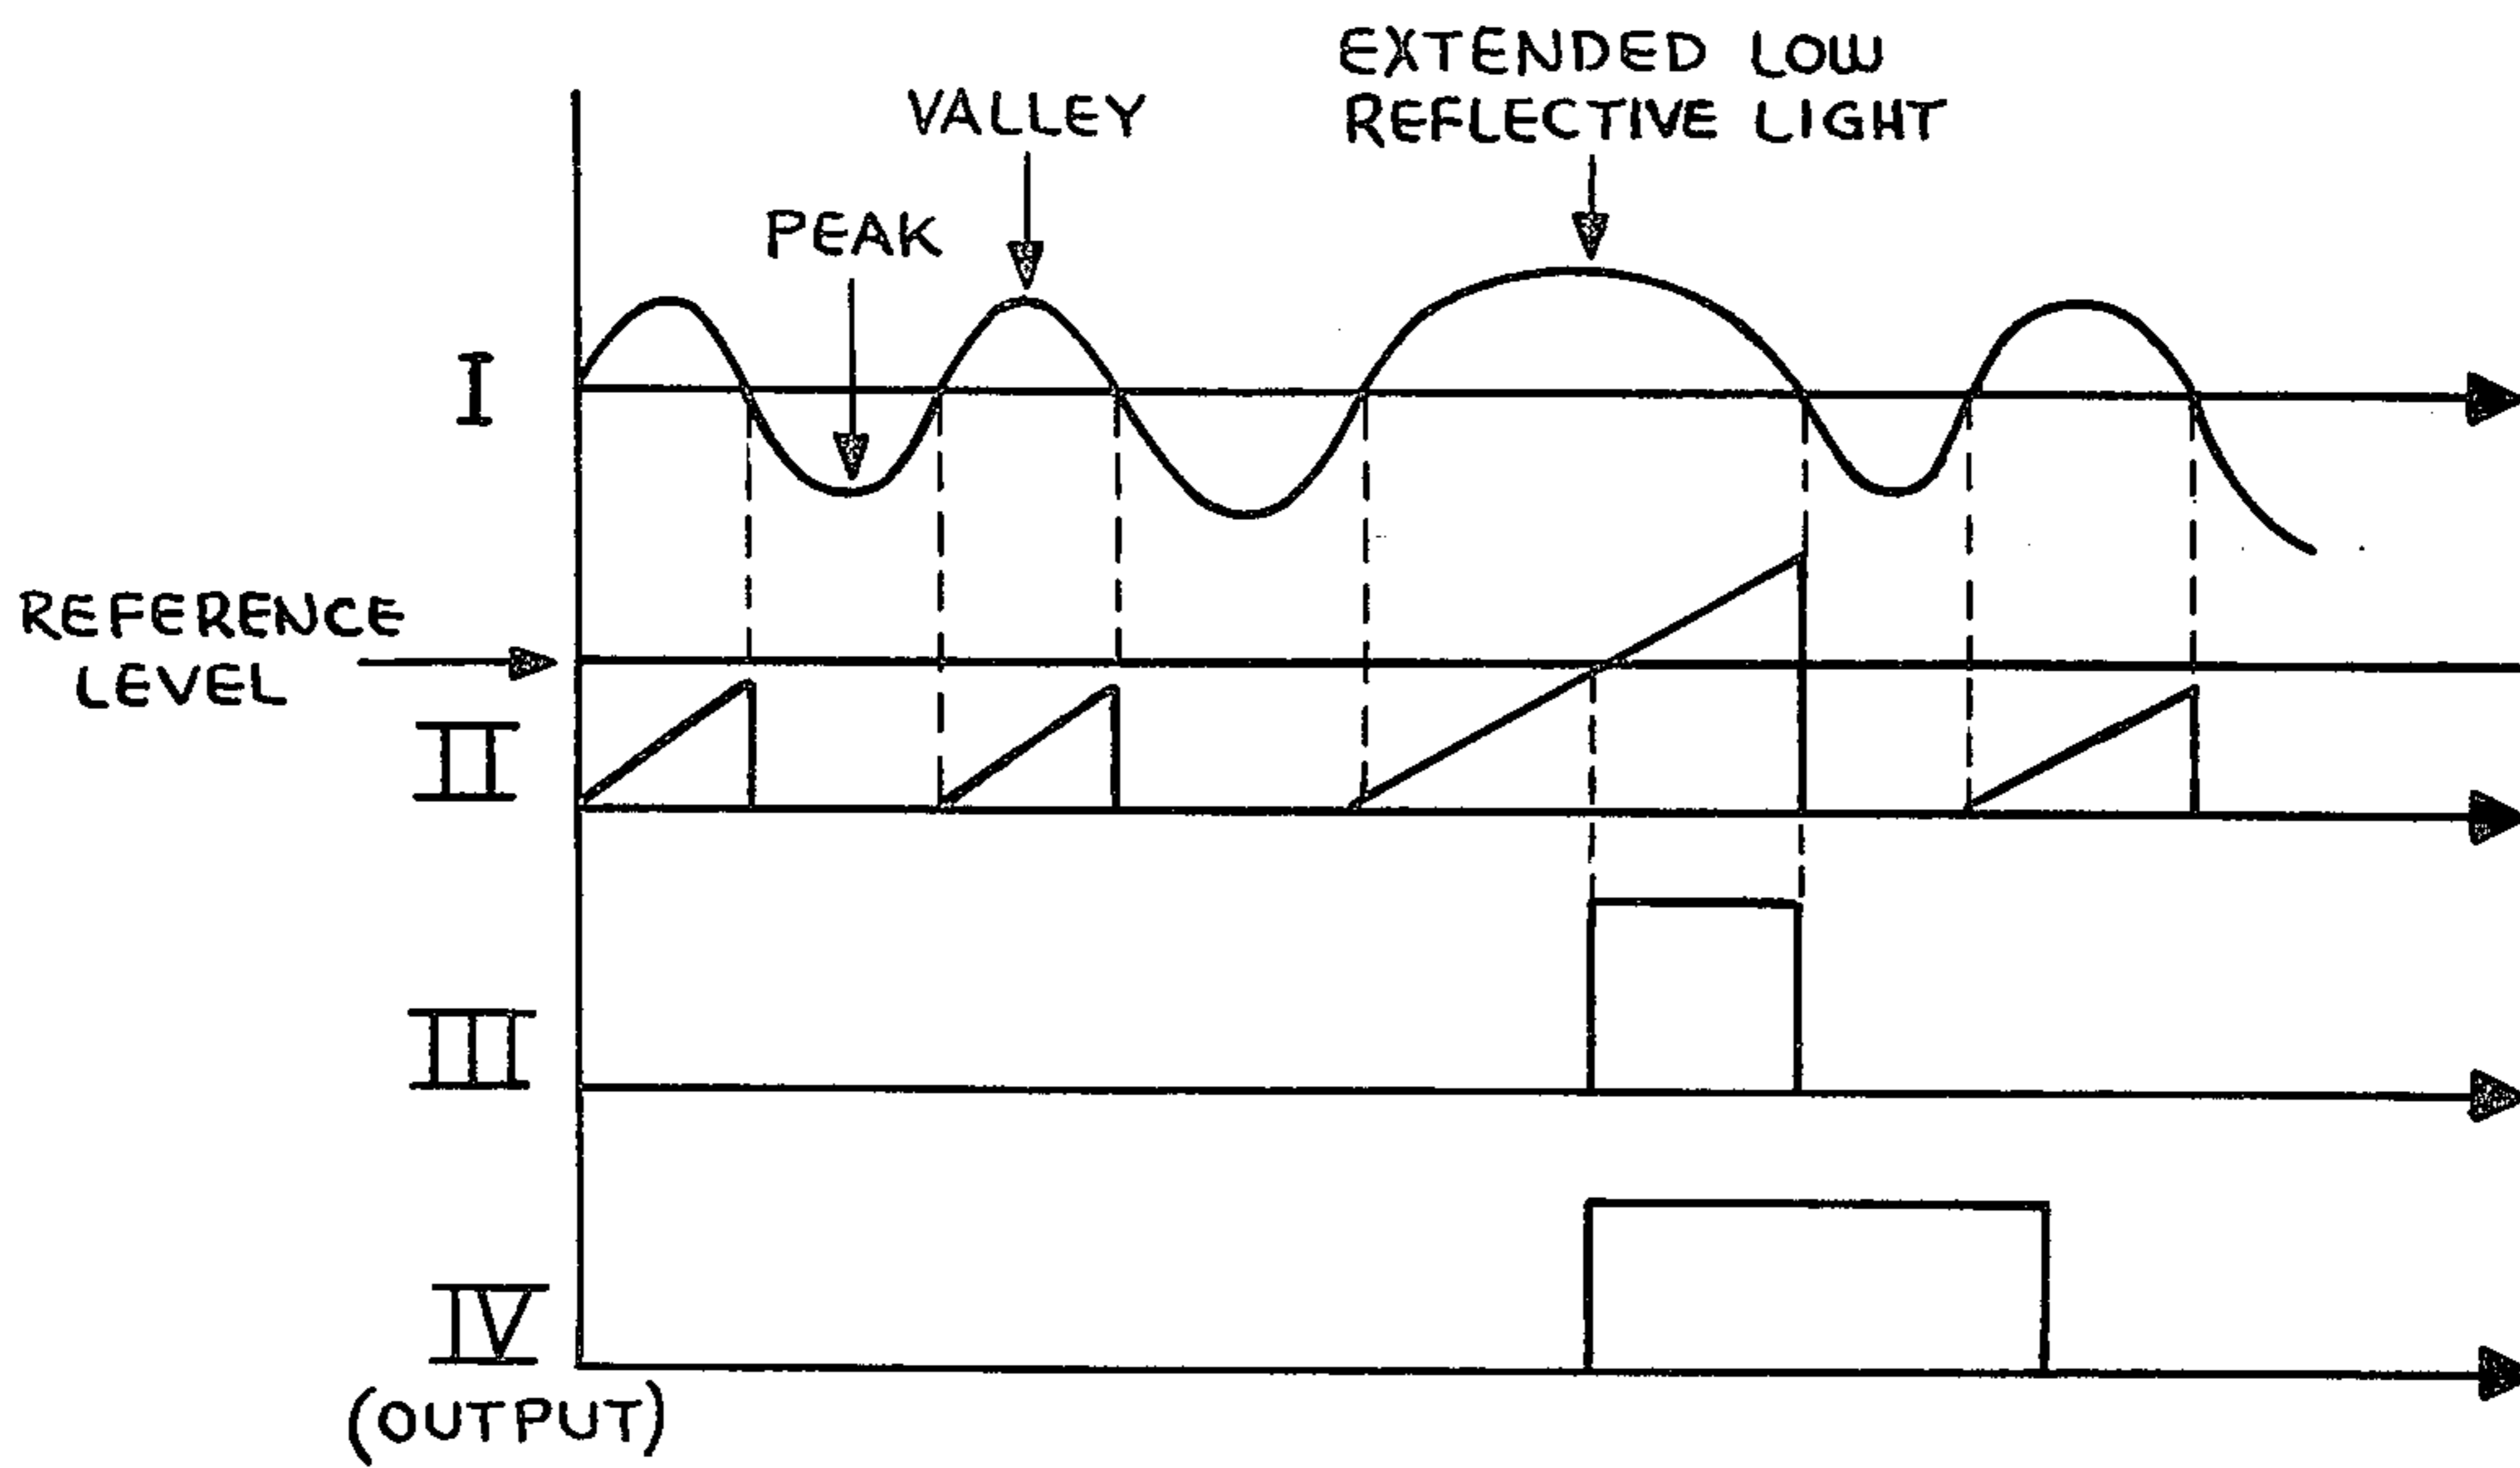 EXTENDED LOW
REFLECTIVE LIGHT
VALLEY
PEAK
I
REFERENCE
LEVEL
II
III
IV
(OUTPUT)